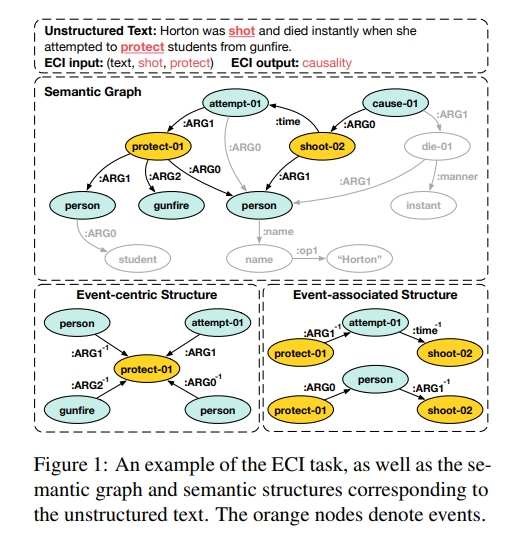 Unstructured Text: Horton was shot and died instantly when she
attempted to protect students from gunfire.
ECI input: (text, shot, protect) ECI output: causality
Semantic Graph
attempt-01
cause-01
:ARG1
:time
:ARG0
:ARG1
protect-01
:ARG0
shoot-02
die-01
:ARG1
:ARG2
:ARG0
:ARG1
:ARG1
:manner
person
gunfire
person
instant
:ARG0
:name
student
name
:op1
“Horton”
Event-centric Structure
person
attempt-01
:ARG1-1
:ARG1
protect-01
:ARG2-1
:ARG0-1
gunfire
person
Event-associated Structure
:ARG1-1
attempt-01
:time-1
protect-01
shoot-02
:ARG0
person
:ARG1-1
protect-01
shoot-02
Figure 1: An example of the ECI task, as well as the se-
mantic graph and semantic structures corresponding to
the unstructured text. The orange nodes denote events.